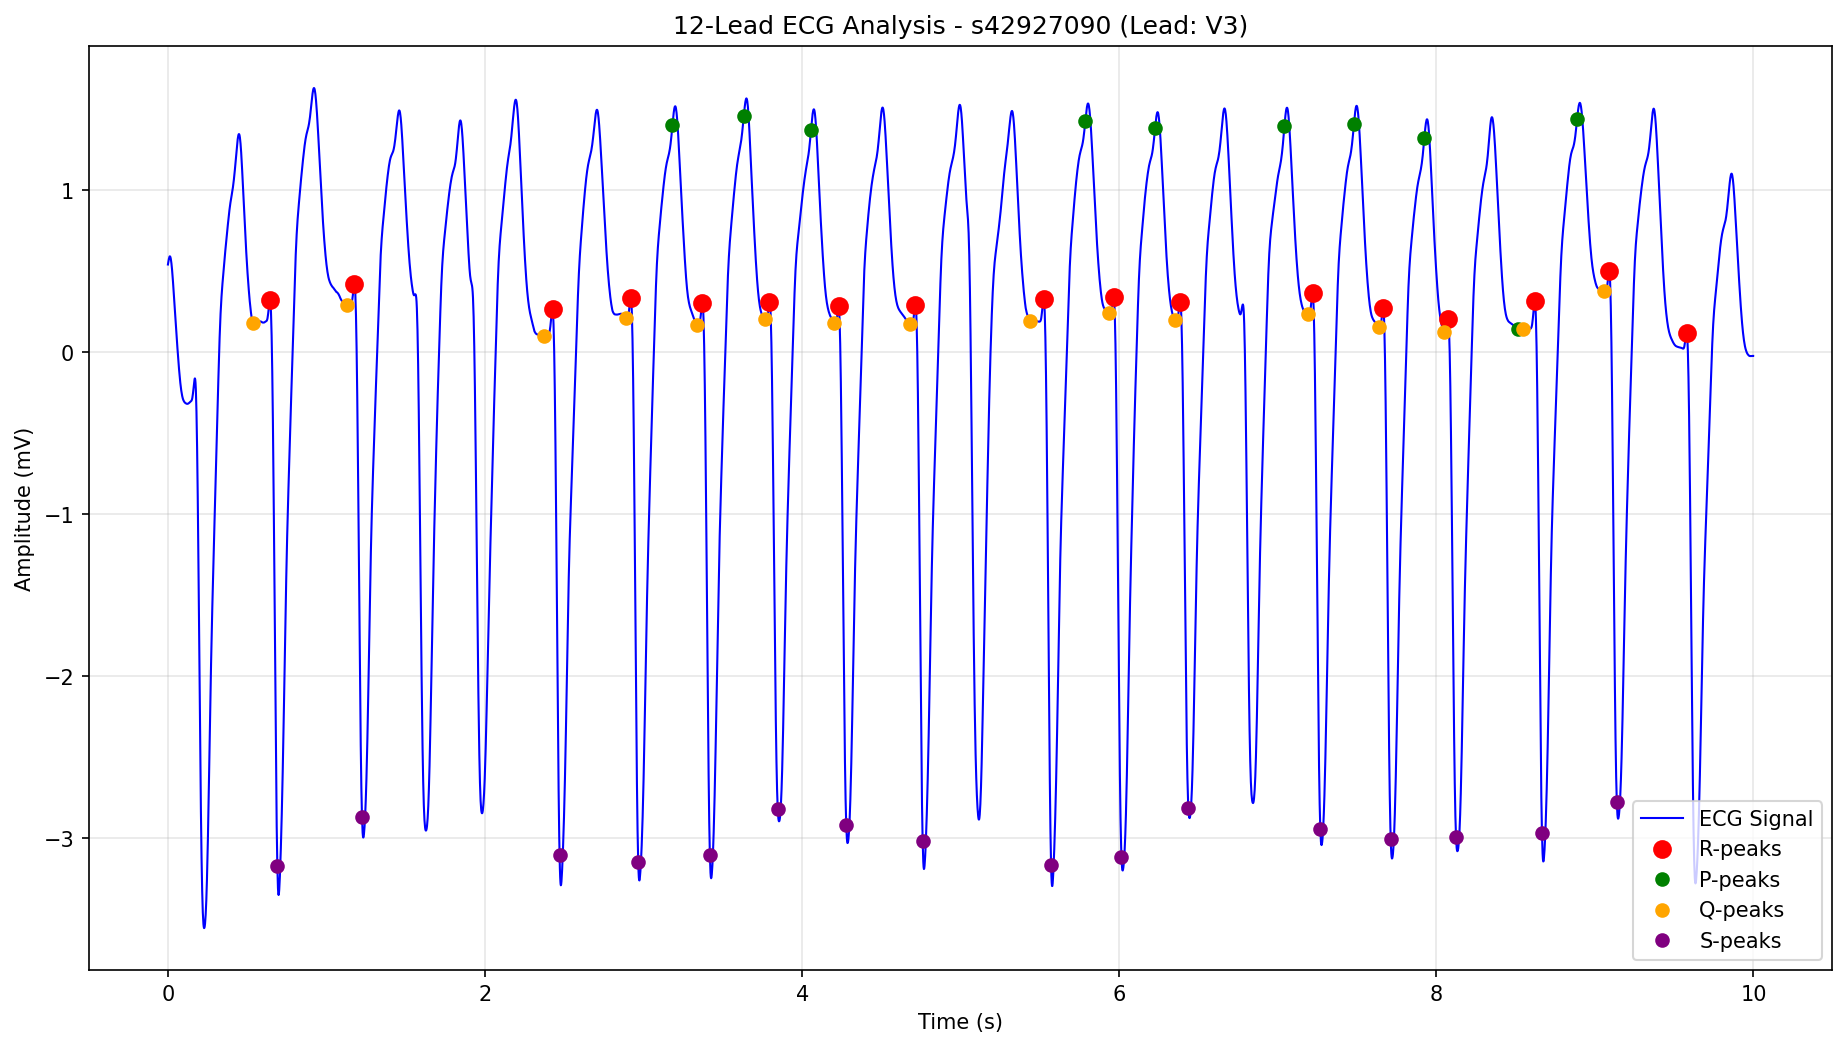 12-Lead ECG Analysis - s42927090 (Lead: V3)
Amplitude (mV)
1
0
−1
−2
−3
0
2
4
6
8
10
Time (s)
ECG Signal
R-peaks
P-peaks
Q-peaks
S-peaks